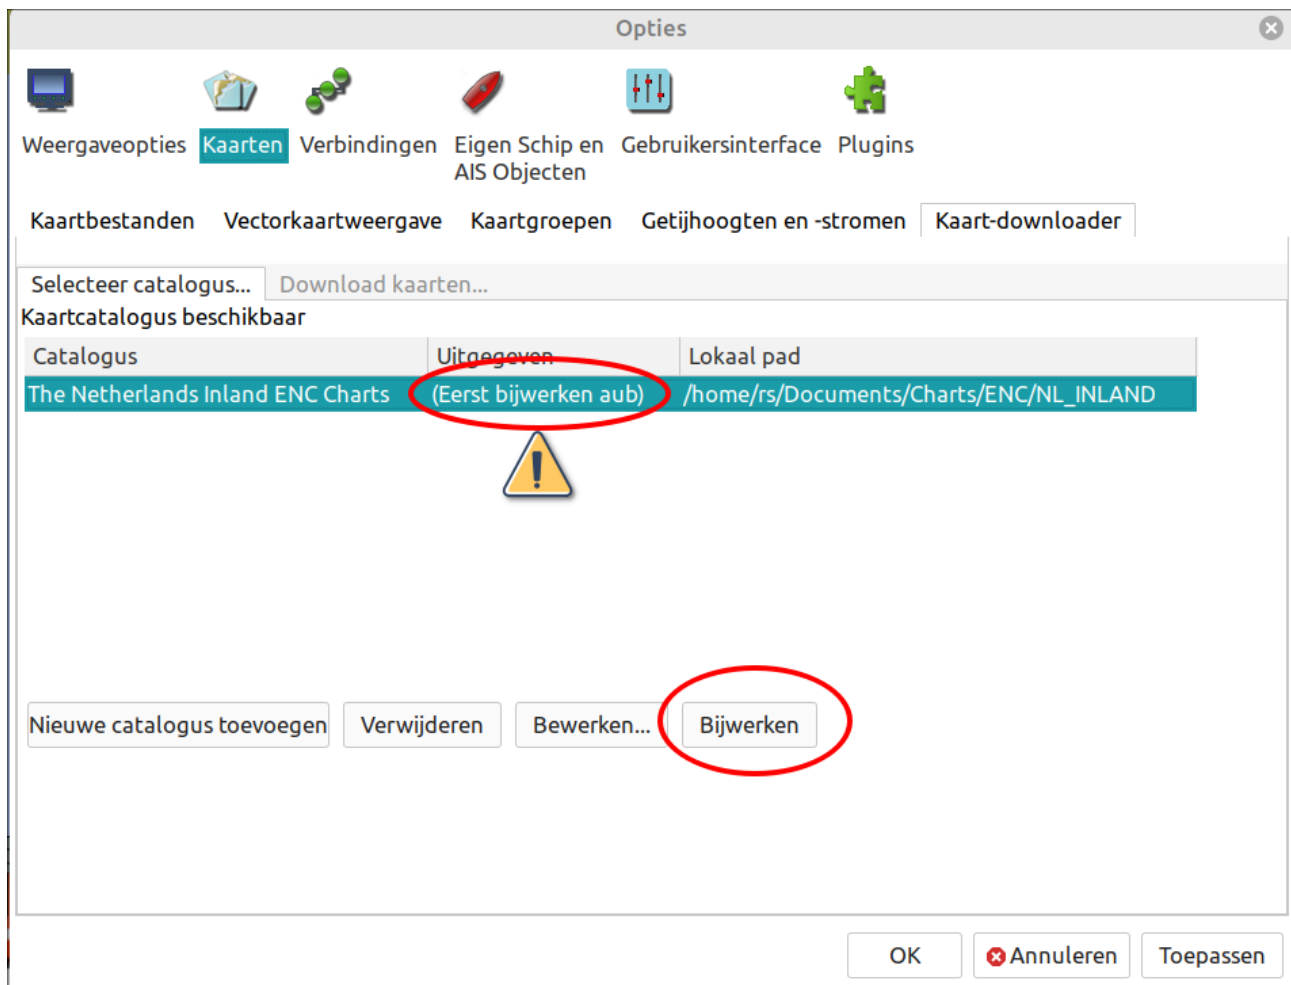 Opties
Weergaveopties Kaarten Verbindingen Eigen Schip en AIS Objecten Gebruikersinterface Plugins
Kaartbestanden Vectorkaartweergave Kaartgroepen Getijhoogten en -stromen Kaart-downloader
Selecteer catalogus... Download kaarten...
Kaartcatalogus beschikbaar
Catalogus Uitgegeven Lokaal pad
The Netherlands Inland ENC Charts (Eerst bijwerken aub) /home/rs/Documents/Charts/ENC/NL_INLAND
Nieuwe catalogus toevoegen Verwijderen Bewerken... Bijwerken
OK Annuleren Toepassen